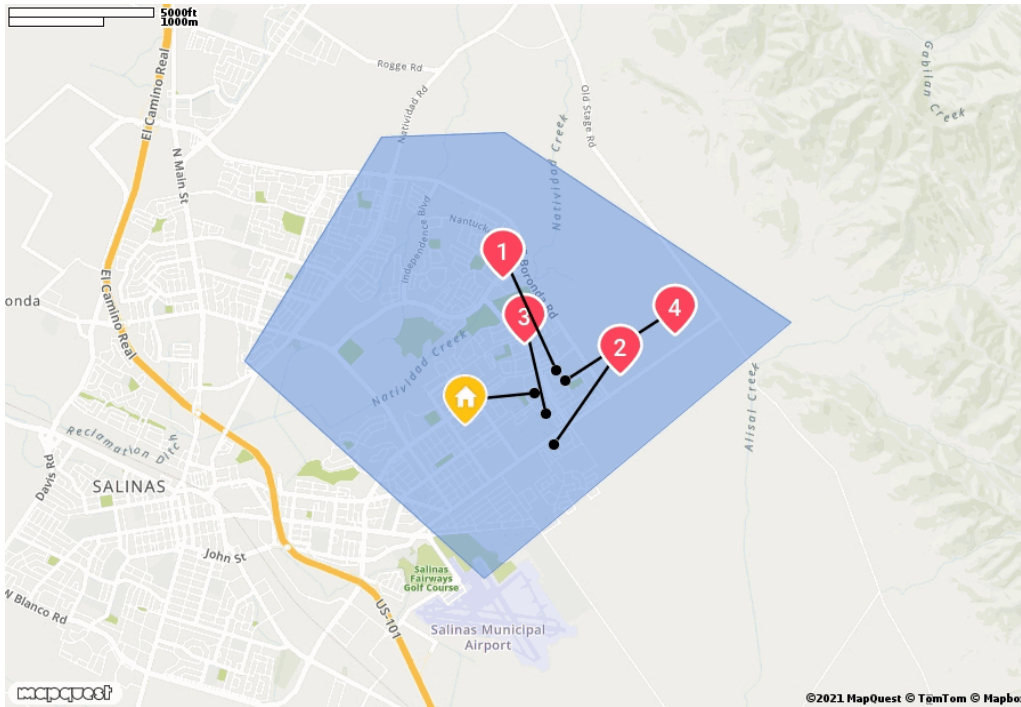 5000ft
1000m
Rogge Rd
El Camino Real
Natividad Rd
Old Stage Rd
Gabilan Creek
N Main St
Natividad Creek
Independence Blvd
Nantuck
Boronda Rd
1
3
4
2
onda
El Camino Real
Natividad Creek
Alisal Creek
Reclamation Ditch
Davis Rd
SALINAS
John St
Salinas
Fairways
Golf Course
W Blanco Rd
US-101
Salinas Municipal
Airport
mapquest
©2021 MapQuest © TomTom © Mapbo